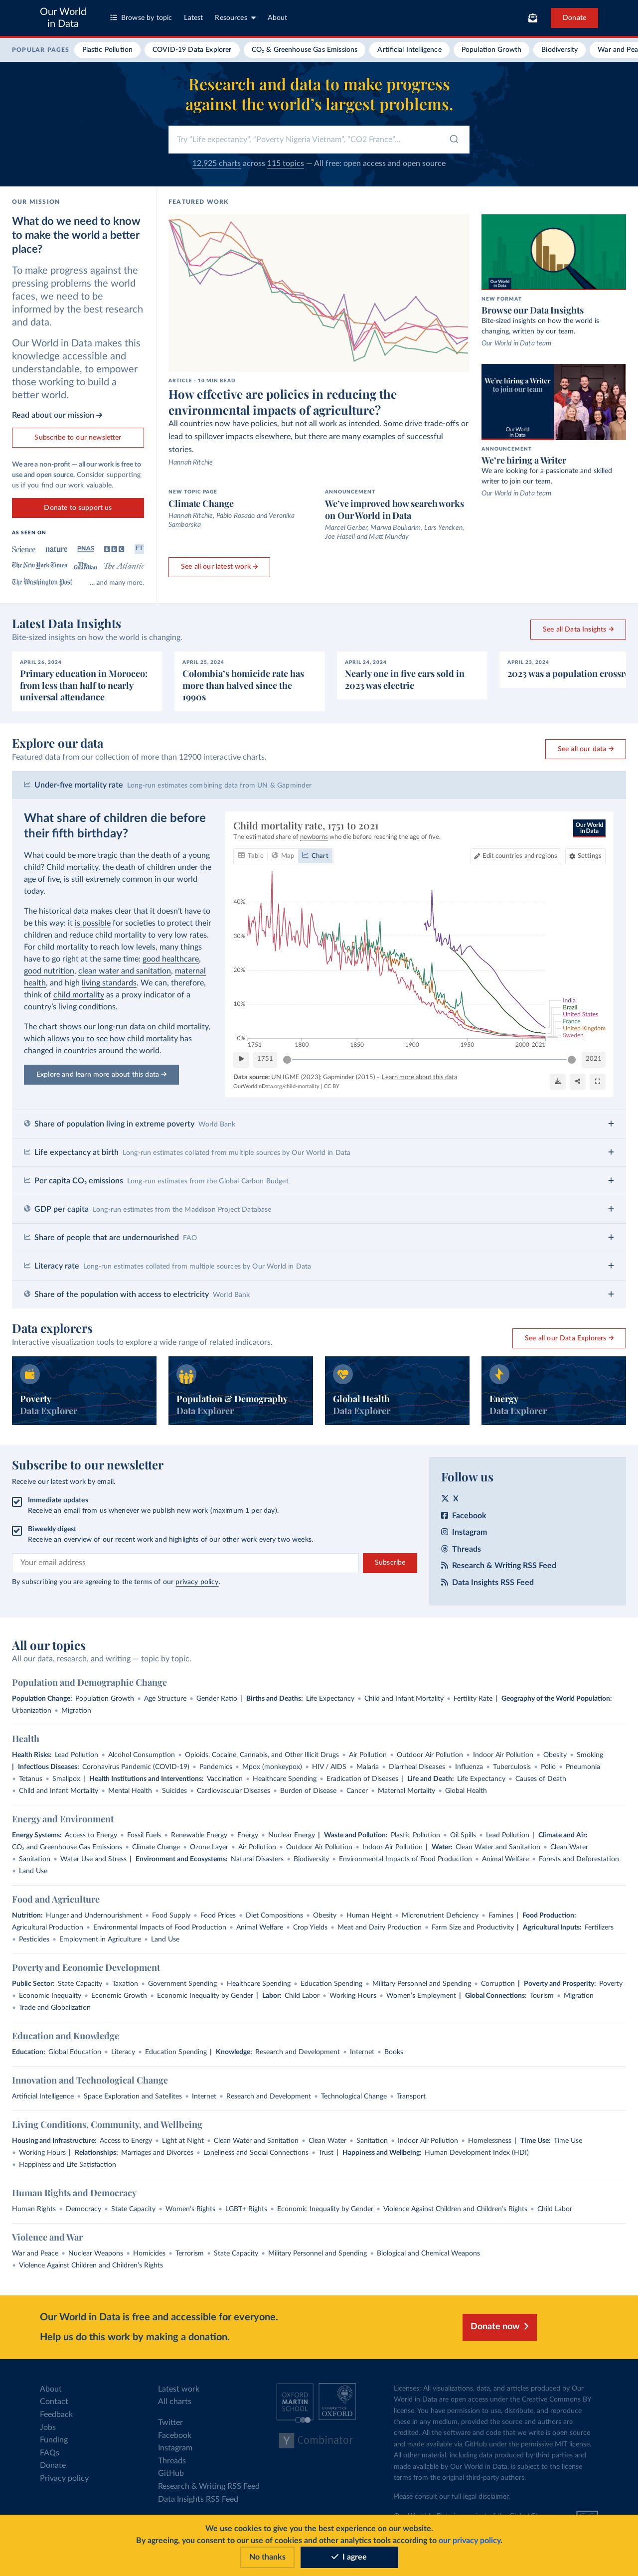 Our World
in Data
Browse by topic
Latest
Resources
About
Donate
POPULAR PAGES
Plastic Pollution
COVID-19 Data Explorer
CO₂ & Greenhouse Gas Emissions
Artificial Intelligence
Population Growth
Biodiversity
War and Pea
Research and data to make progress
against the world's largest problems.
Try "Life expectancy", "Poverty Nigeria Vietnam", "CO2 France"...
12,925 charts across 115 topics — All free: open access and open source
OUR MISSION
What do we need to know
to make the world a better
place?
To make progress against the
pressing problems the world
faces, we need to be
informed by the best research
and data.
Our World in Data makes this
knowledge accessible and
understandable, to empower
those working to build a
better world.
Read about our mission →
Subscribe to our newsletter
We are a non-profit — all our work is free to
use and open source. Consider supporting
us if you find our work valuable.
Donate to support us
AS SEEN ON
Science
nature
PNAS
BBC
FT
The New York Times
The Guardian
The Atlantic
The Washington Post
... and many more.
FEATURED WORK
ARTICLE - 10 MIN READ
How effective are policies in reducing the
environmental impacts of agriculture?
All countries now have policies, but not all work as intended. Some drive trade-offs or
lead to spillover impacts elsewhere, but there are many examples of successful
stories.
Hannah Ritchie
NEW TOPIC PAGE
Climate Change
Hannah Ritchie, Pablo Rosado and Veronika
Samborska
ANNOUNCEMENT
We've improved how search works
on Our World in Data
Marcel Gerber, Marwa Boukarim, Lars Yencken,
Joe Hasell and Matt Munday
See all our latest work →
Our World
in Data
NEW FORMAT
Browse our Data Insights
Bite-sized insights on how the world is
changing, written by our team.
Our World in Data team
We're hiring a Writer
to join our team
Our World
in Data
ANNOUNCEMENT
We're hiring a Writer
We are looking for a passionate and skilled
writer to join our team.
Our World in Data team
Latest Data Insights
Bite-sized insights on how the world is changing.
See all Data Insights →
APRIL 26, 2024
Primary education in Morocco:
from less than half to nearly
universal attendance
APRIL 25, 2024
Colombia's homicide rate has
more than halved since the
1990s
APRIL 24, 2024
Nearly one in five cars sold in
2023 was electric
APRIL 23, 2024
2023 was a population crossro
Explore our data
Featured data from our collection of more than 12900 interactive charts.
See all our data →
Under-five mortality rate Long-run estimates combining data from UN & Gapminder
What share of children die before
their fifth birthday?
What could be more tragic than the death of a young
child? Child mortality, the death of children under the
age of five, is still extremely common in our world
today.
The historical data makes clear that it doesn't have to
be this way: it is possible for societies to protect their
children and reduce child mortality to very low rates.
For child mortality to reach low levels, many things
have to go right at the same time: good healthcare,
good nutrition, clean water and sanitation, maternal
health, and high living standards. We can, therefore,
think of child mortality as a proxy indicator of a
country's living conditions.
The chart shows our long-run data on child mortality,
which allows you to see how child mortality has
changed in countries around the world.
Explore and learn more about this data →
Child mortality rate, 1751 to 2021
The estimated share of newborns who die before reaching the age of five.
Our World
in Data
Table
Map
Chart
Edit countries and regions
Settings
40%
30%
20%
10%
0%
1751
1800
1850
1900
1950
2000
2021
India
Brazil
United States
France
United Kingdom
Sweden
1751
2021
Data source: UN IGME (2023); Gapminder (2015) – Learn more about this data
OurWorldInData.org/child-mortality | CC BY
Share of population living in extreme poverty World Bank
Life expectancy at birth Long-run estimates collated from multiple sources by Our World in Data
Per capita CO₂ emissions Long-run estimates from the Global Carbon Budget
GDP per capita Long-run estimates from the Maddison Project Database
Share of people that are undernourished FAO
Literacy rate Long-run estimates collated from multiple sources by Our World in Data
Share of the population with access to electricity World Bank
Data explorers
Interactive visualization tools to explore a wide range of related indicators.
See all our Data Explorers →
Poverty
Data Explorer
Population & Demography
Data Explorer
Global Health
Data Explorer
Energy
Data Explorer
Subscribe to our newsletter
Receive our latest work by email.
Immediate updates
Receive an email from us whenever we publish new work (maximum 1 per day).
Biweekly digest
Receive an overview of our recent work and highlights of our other work every two weeks.
Your email address
Subscribe
By subscribing you are agreeing to the terms of our privacy policy.
Follow us
X
Facebook
Instagram
Threads
Research & Writing RSS Feed
Data Insights RSS Feed
All our topics
All our data, research, and writing — topic by topic.
Population and Demographic Change
Population Change: Population Growth • Age Structure • Gender Ratio | Births and Deaths: Life Expectancy • Child and Infant Mortality • Fertility Rate | Geography of the World Population:
Urbanization • Migration
Health
Health Risks: Lead Pollution • Alcohol Consumption • Opioids, Cocaine, Cannabis, and Other Illicit Drugs • Air Pollution • Outdoor Air Pollution • Indoor Air Pollution • Obesity • Smoking
| Infectious Diseases: Coronavirus Pandemic (COVID-19) • Pandemics • Mpox (monkeypox) • HIV / AIDS • Malaria • Diarrheal Diseases • Influenza • Tuberculosis • Polio • Pneumonia
• Tetanus • Smallpox | Health Institutions and Interventions: Vaccination • Healthcare Spending • Eradication of Diseases | Life and Death: Life Expectancy • Causes of Death
• Child and Infant Mortality • Mental Health • Suicides • Cardiovascular Diseases • Burden of Disease • Cancer • Maternal Mortality • Global Health
Energy and Environment
Energy Systems: Access to Energy • Fossil Fuels • Renewable Energy • Energy • Nuclear Energy | Waste and Pollution: Plastic Pollution • Oil Spills • Lead Pollution | Climate and Air:
CO₂ and Greenhouse Gas Emissions • Climate Change • Ozone Layer • Air Pollution • Outdoor Air Pollution • Indoor Air Pollution | Water: Clean Water and Sanitation • Clean Water
• Sanitation • Water Use and Stress | Environment and Ecosystems: Natural Disasters • Biodiversity • Environmental Impacts of Food Production • Animal Welfare • Forests and Deforestation
• Land Use
Food and Agriculture
Nutrition: Hunger and Undernourishment • Food Supply • Food Prices • Diet Compositions • Obesity • Human Height • Micronutrient Deficiency • Famines | Food Production:
Agricultural Production • Environmental Impacts of Food Production • Animal Welfare • Crop Yields • Meat and Dairy Production • Farm Size and Productivity | Agricultural Inputs: Fertilizers
• Pesticides • Employment in Agriculture • Land Use
Poverty and Economic Development
Public Sector: State Capacity • Taxation • Government Spending • Healthcare Spending • Education Spending • Military Personnel and Spending • Corruption | Poverty and Prosperity: Poverty
• Economic Inequality • Economic Growth • Economic Inequality by Gender | Labor: Child Labor • Working Hours • Women's Employment | Global Connections: Tourism • Migration
• Trade and Globalization
Education and Knowledge
Education: Global Education • Literacy • Education Spending | Knowledge: Research and Development • Internet • Books
Innovation and Technological Change
Artificial Intelligence • Space Exploration and Satellites • Internet • Research and Development • Technological Change • Transport
Living Conditions, Community, and Wellbeing
Housing and Infrastructure: Access to Energy • Light at Night • Clean Water and Sanitation • Clean Water • Sanitation • Indoor Air Pollution • Homelessness | Time Use: Time Use
• Working Hours | Relationships: Marriages and Divorces • Loneliness and Social Connections • Trust | Happiness and Wellbeing: Human Development Index (HDI)
• Happiness and Life Satisfaction
Human Rights and Democracy
Human Rights • Democracy • State Capacity • Women's Rights • LGBT+ Rights • Economic Inequality by Gender • Violence Against Children and Children's Rights • Child Labor
Violence and War
War and Peace • Nuclear Weapons • Homicides • Terrorism • State Capacity • Military Personnel and Spending • Biological and Chemical Weapons
• Violence Against Children and Children's Rights
Our World in Data is free and accessible for everyone.
Help us do this work by making a donation.
Donate now
About
Contact
Feedback
Jobs
Funding
FAQs
Donate
Privacy policy
Latest work
All charts
Twitter
Facebook
Instagram
Threads
GitHub
Research & Writing RSS Feed
Data Insights RSS Feed
OXFORD
MARTIN
SCHOOL
UNIVERSITY OF
OXFORD
Y Combinator
Licenses: All visualizations, data, and articles produced by Our
World in Data are open access under the Creative Commons BY
license. You have permission to use, distribute, and reproduce
these in any medium, provided the source and authors are
credited. All the software and code that we write is open source
and made available via GitHub under the permissive MIT license.
All other material, including data produced by third parties and
made available by Our World in Data, is subject to the license
terms from the original third-party authors.
Please consult our full legal disclaimer.
We use cookies to give you the best experience on our website.
By agreeing, you consent to our use of cookies and other analytics tools according to our privacy policy.
No thanks
I agree